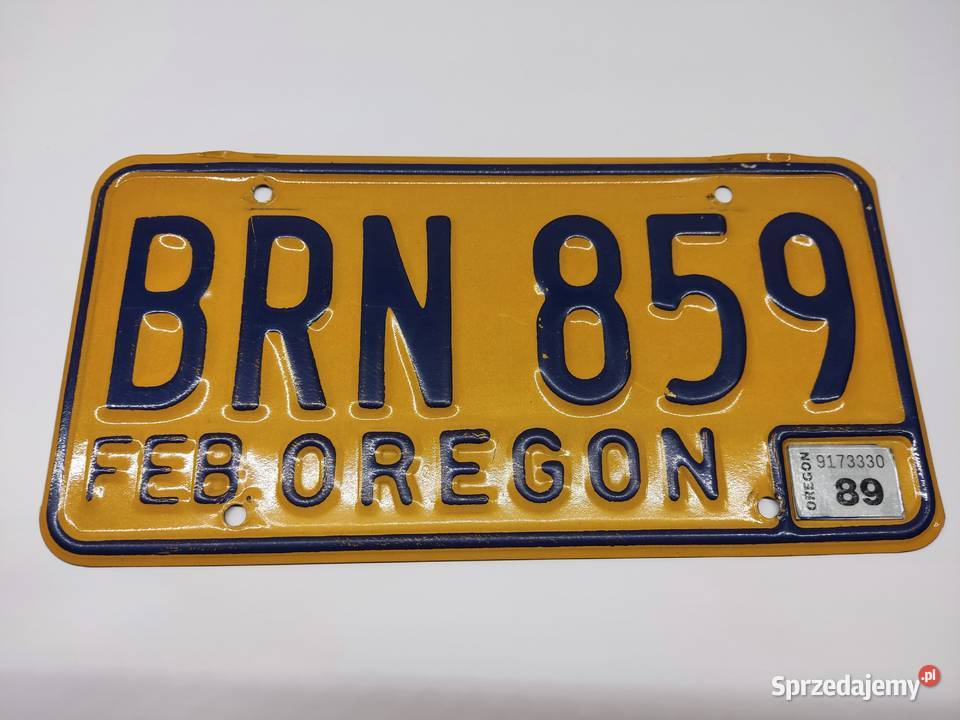 BRN 859
FEB OREGON
OREGON
9173330
89
Sprzedajemy.pl